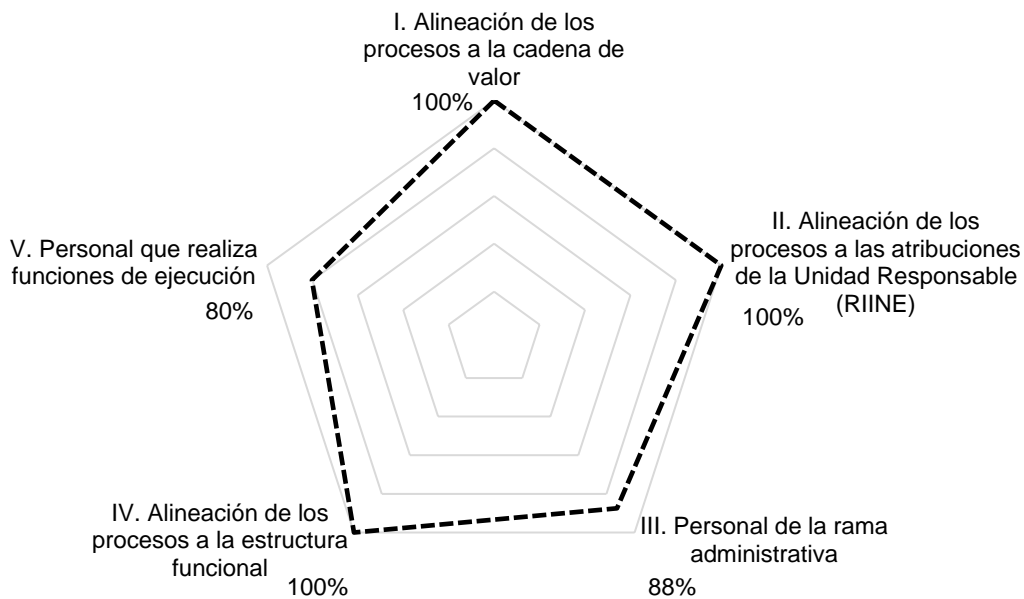 I. Alineación de los
procesos a la cadena de
valor
100%
II. Alineación de los
procesos a las atribuciones
de la Unidad Responsable
(RIINE)
100%
III. Personal de la rama
administrativa
88%
IV. Alineación de los
procesos a la estructura
funcional
100%
V. Personal que realiza
funciones de ejecución
80%